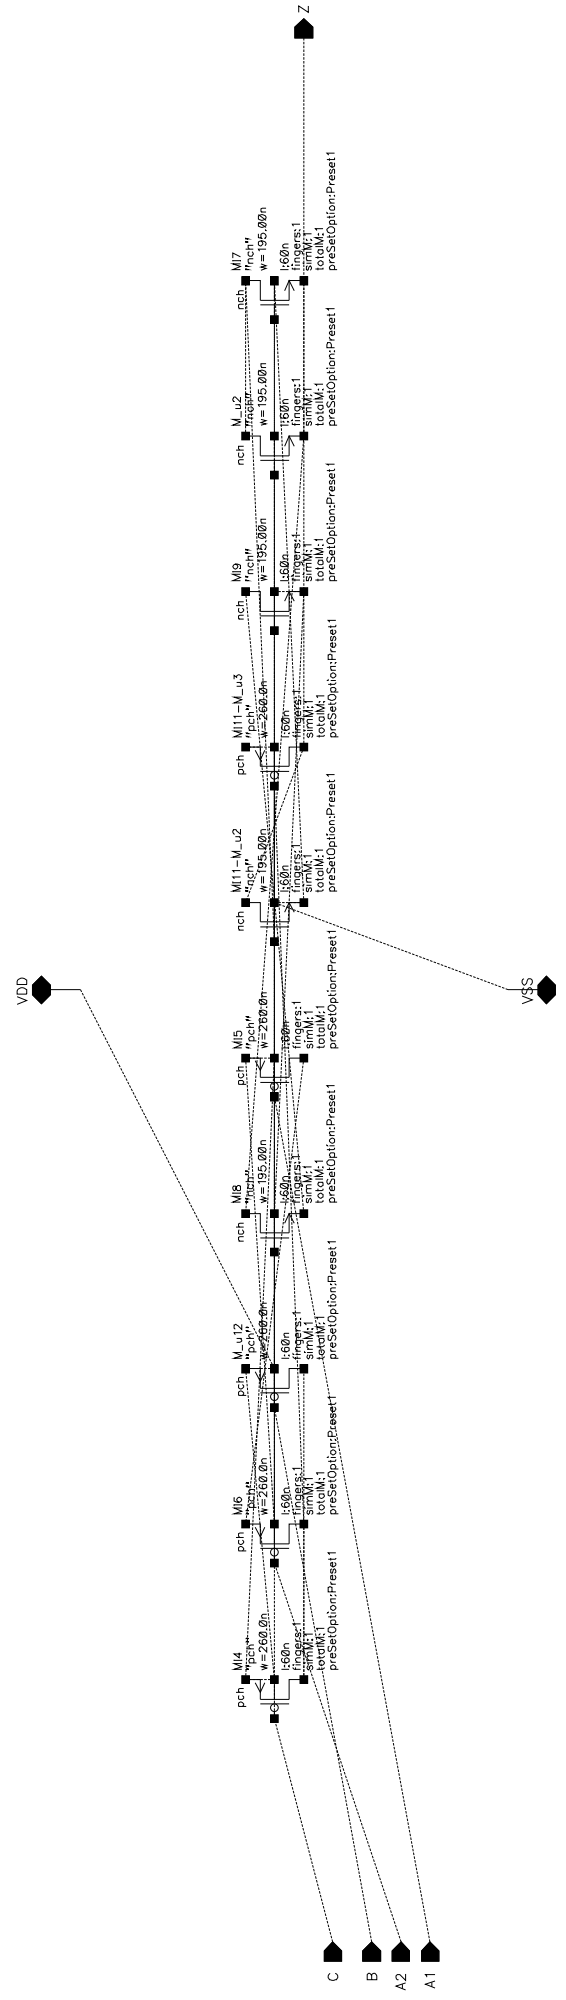 Z
MI7
"nch"
w=195.00n
nch
l:60n
fingers:1
simM:1
totalM:1
preSetOption:Preset1
M_u2
"nch"
w=195.00n
nch
l:60n
fingers:1
simM:1
totalM:1
preSetOption:Preset1
MI9
"nch"
w=195.00n
nch
l:60n
fingers:1
simM:1
totalM:1
preSetOption:Preset1
MI11-M_u3
"pch"
w=260.0n
pch
l:60n
fingers:1
simM:1
totalM:1
preSetOption:Preset1
MI11-M_u2
"nch"
w=195.00n
nch
l:60n
fingers:1
simM:1
totalM:1
preSetOption:Preset1
VDD
VSS
MI5
"pch"
w=260.0n
pch
l:60n
fingers:1
simM:1
totalM:1
preSetOption:Preset1
MI8
"nch"
w=195.00n
nch
l:60n
fingers:1
simM:1
totalM:1
preSetOption:Preset1
M_u12
"pch"
w=260.0n
pch
l:60n
fingers:1
simM:1
totalM:1
preSetOption:Preset1
MI6
"pch"
w=260.0n
pch
l:60n
fingers:1
simM:1
totalM:1
preSetOption:Preset1
MI4
"pch"
w=260.0n
pch
l:60n
fingers:1
simM:1
totalM:1
preSetOption:Preset1
C
B
A2
A1